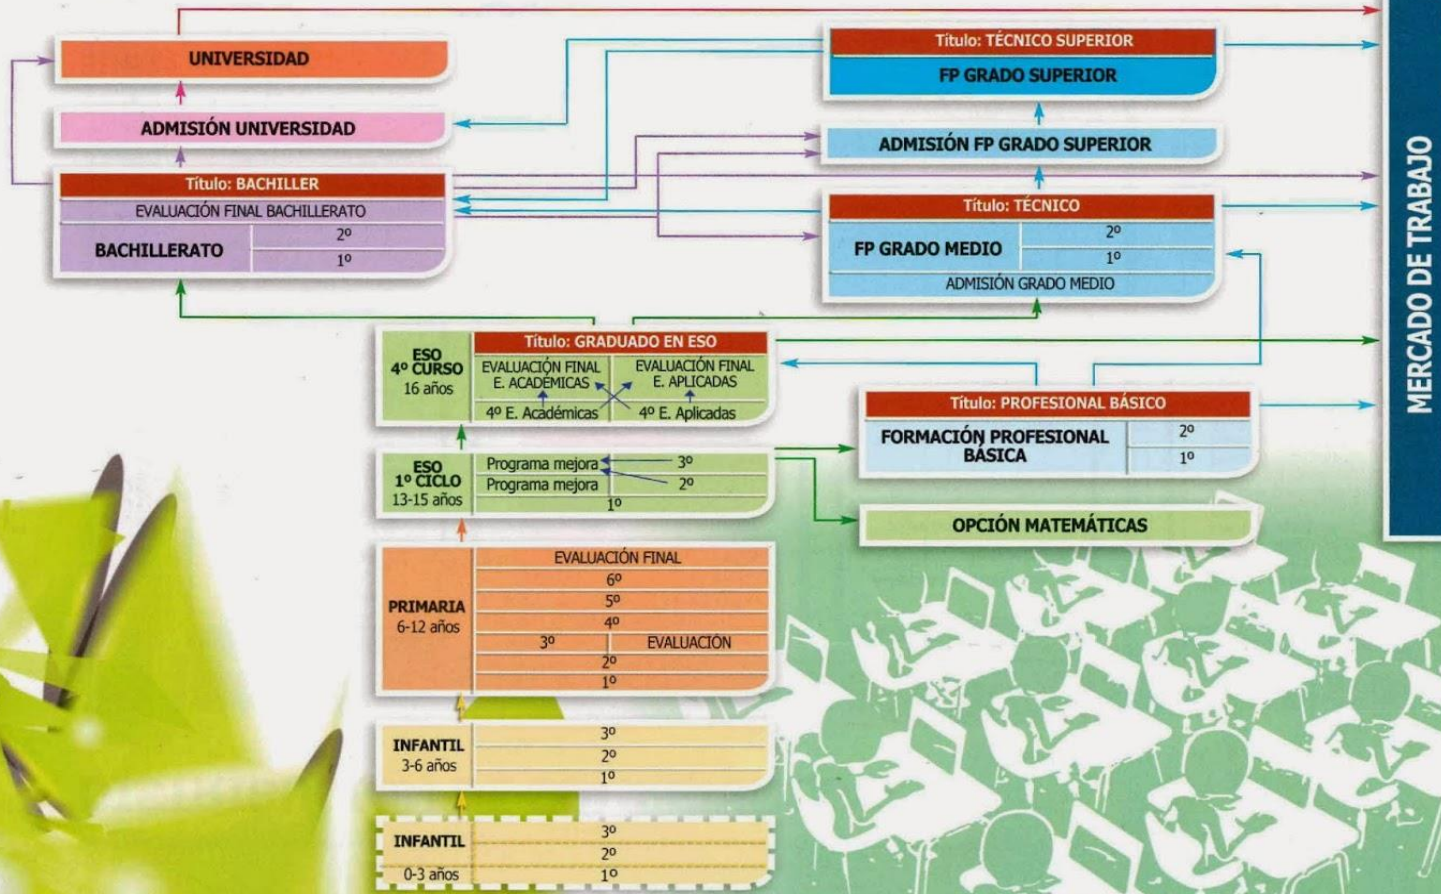 UNIVERSIDAD
ADMISIÓN UNIVERSIDAD
Título: BACHILLER
EVALUACIÓN FINAL BACHILLERATO
BACHILLERATO
2º
1º
Título: TÉCNICO SUPERIOR
FP GRADO SUPERIOR
ADMISIÓN FP GRADO SUPERIOR
Título: TÉCNICO
FP GRADO MEDIO
2º
1º
ADMISIÓN GRADO MEDIO
MERCADO DE TRABAJO
ESO
4º CURSO
16 años
Título: GRADUADO EN ESO
EVALUACIÓN FINAL
E. ACADÉMICAS
EVALUACIÓN FINAL
E. APLICADAS
4º E. Académicas
4º E. Aplicadas
Título: PROFESIONAL BÁSICO
FORMACIÓN PROFESIONAL
BÁSICA
2º
1º
ESO
1º CICLO
13-15 años
Programa mejora
3º
Programa mejora
2º
1º
OPCIÓN MATEMÁTICAS
PRIMARIA
6-12 años
EVALUACIÓN FINAL
6º
5º
4º
3º
EVALUACIÓN
2º
1º
INFANTIL
3-6 años
3º
2º
1º
INFANTIL
0-3 años
3º
2º
1º